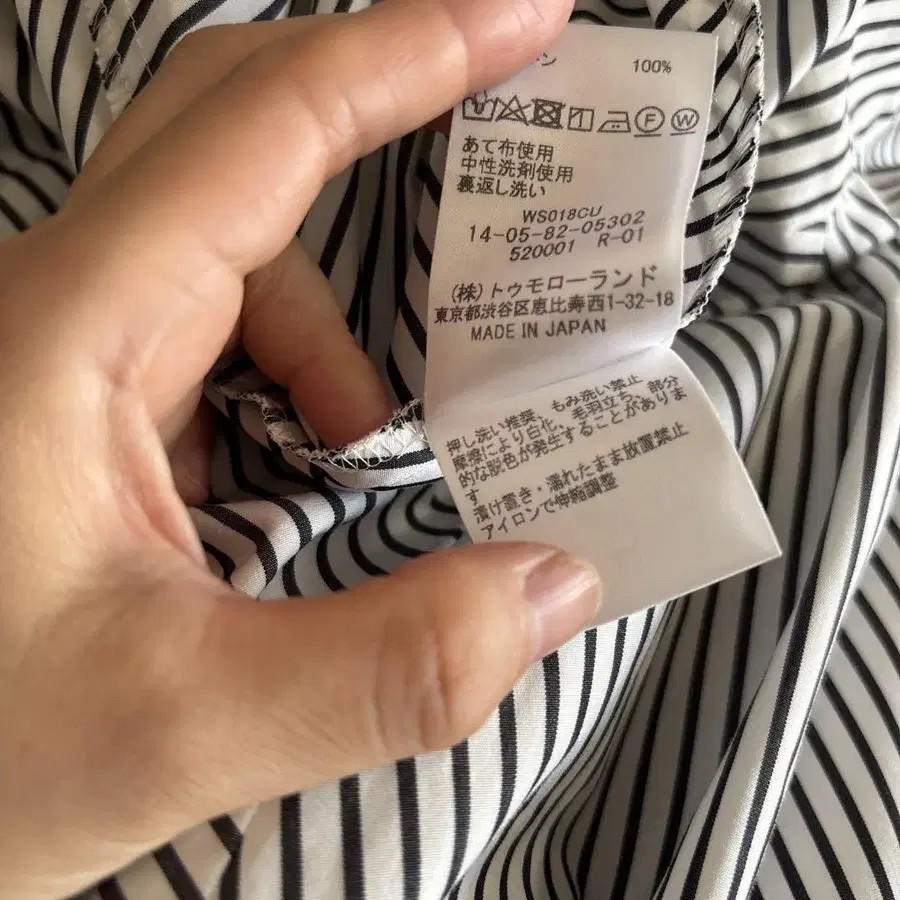 ン 100%
F W
あて布使用
中性洗剤使用
裏返し洗い
WS018CU
14-05-82-05302
520001 R-01
(株)トゥモローランド
東京都渋谷区恵比寿西1-32-18
MADE IN JAPAN
押し洗い推奨、もみ洗い禁止
摩擦により白化、毛羽立ち、部分
的な脱色が発生することがありま
す
漬け置き・濡れたまま放置禁止
アイロンで伸縮調整